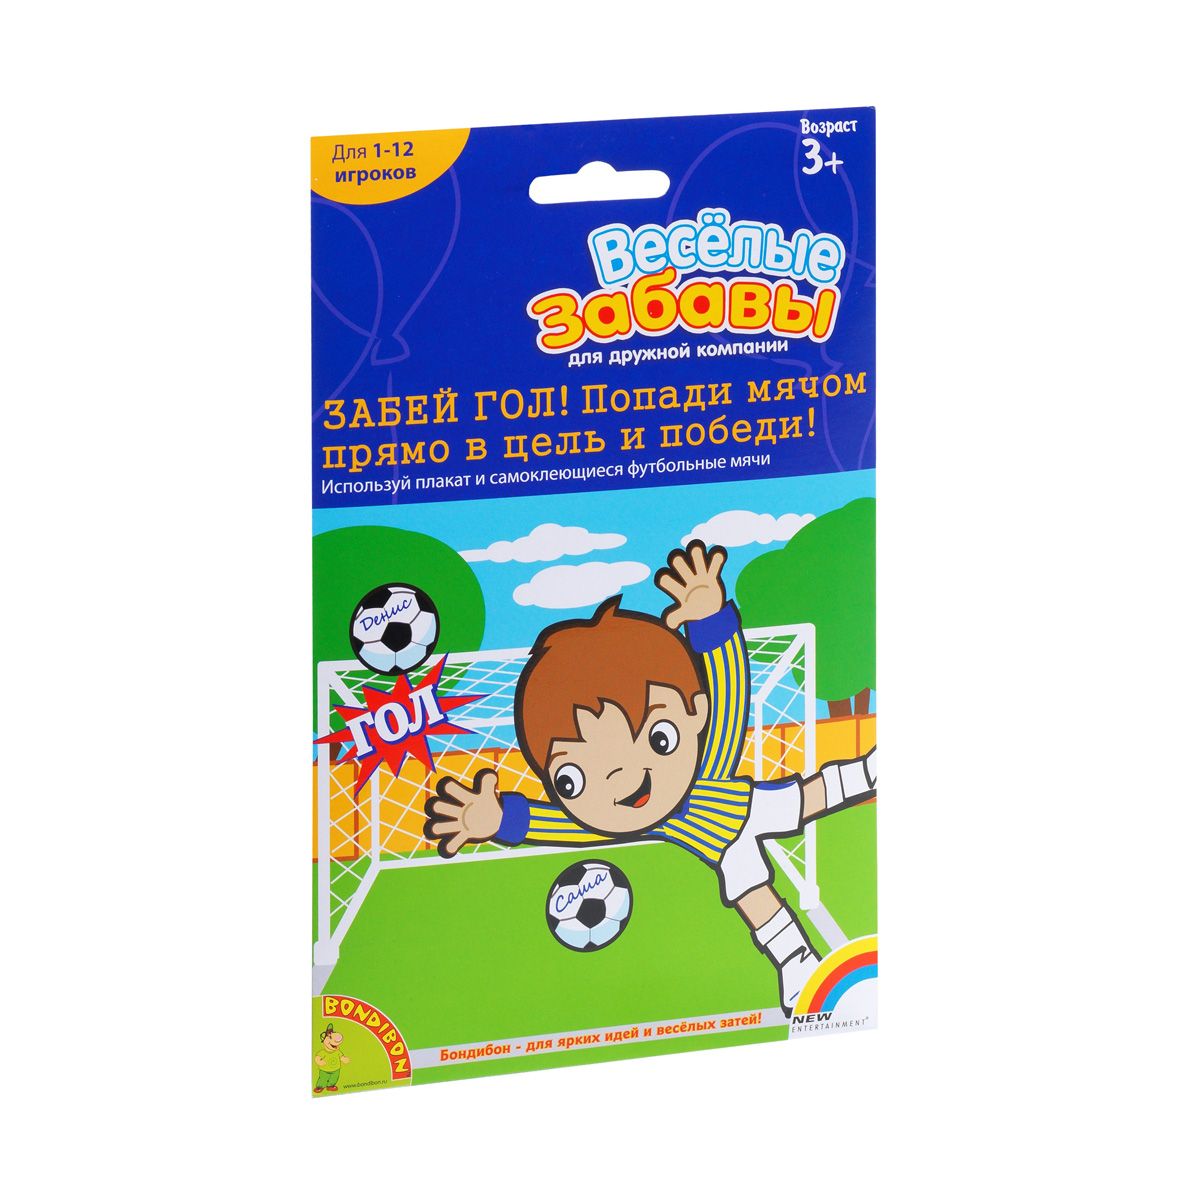 Для 1-12
игроков
Возраст
3+
Весёлые
Забавы
для дружной компании
ЗАБЕЙ ГОЛ! Попади мячом
прямо в цель и победи!
Используй плакат и самоклеющиеся футбольные мячи
Денис
ГОЛ
Саша
BONDIBON
www.bondibon.ru
Бондибон - для ярких идей и весёлых затей!
NEW
ENTERTAINMENT®